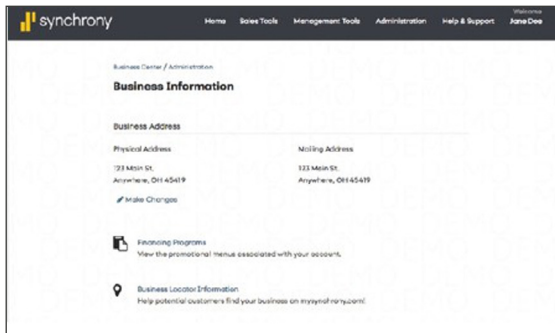 synchrony
Home Sales Tools Management Tools Administration Help & Support
Welcome
Jane Doe
Business Center / Administration
Business Information
Business Address
Physical Address Mailing Address
123 Main St. 123 Main St.
Anywhere, OH 45419 Anywhere, OH 45419
Make Changes
Financing Programs
View the promotional menus associated with your account.
Business Locator Information
Help potential customers find your business on mysynchrony.com!
DEMO